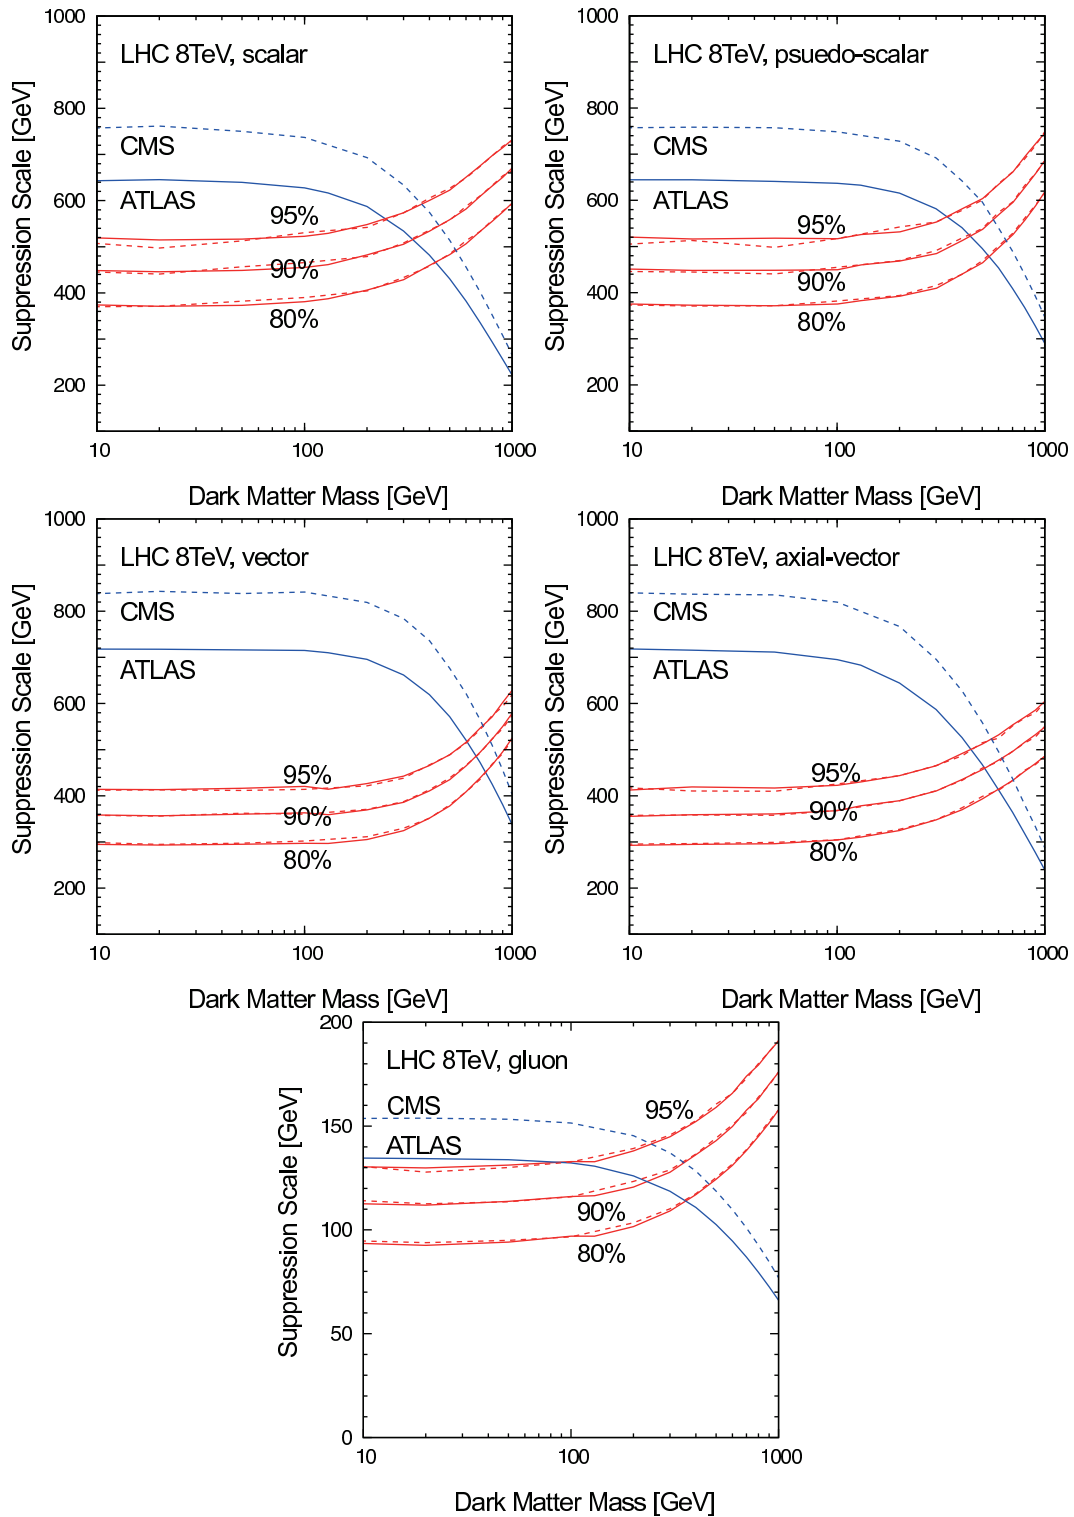 1000
800
600
400
200
Suppression Scale [GeV]
LHC 8TeV, scalar
CMS
ATLAS
95%
90%
80%
10
100
1000
Dark Matter Mass [GeV]
1000
800
600
400
200
Suppression Scale [GeV]
LHC 8TeV, psuedo-scalar
CMS
ATLAS
95%
90%
80%
10
100
1000
Dark Matter Mass [GeV]
1000
800
600
400
200
Suppression Scale [GeV]
LHC 8TeV, vector
CMS
ATLAS
95%
90%
80%
10
100
1000
Dark Matter Mass [GeV]
1000
800
600
400
200
Suppression Scale [GeV]
LHC 8TeV, axial-vector
CMS
ATLAS
95%
90%
80%
10
100
1000
Dark Matter Mass [GeV]
200
150
100
50
0
Suppression Scale [GeV]
LHC 8TeV, gluon
CMS
ATLAS
95%
90%
80%
10
100
1000
Dark Matter Mass [GeV]